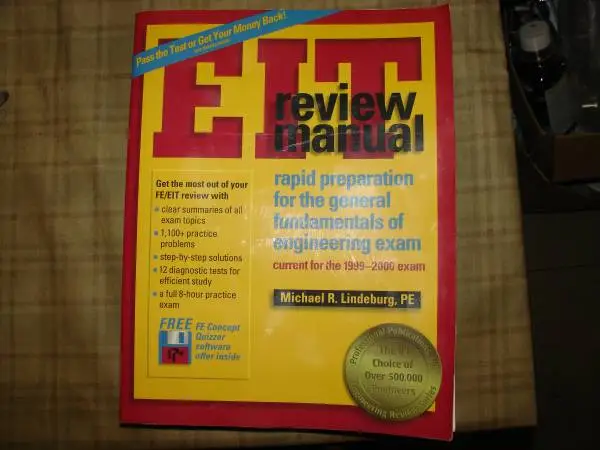 Pass the Test or Get Your Money Back!
EIT
review
manual
rapid preparation
for the general
fundamentals of
engineering exam
current for the 1999–2000 exam
Michael R. Lindeburg, PE
Get the most out of your
FE/EIT review with
• clear summaries of all
exam topics
• 1,100+ practice
problems
• step-by-step solutions
• 12 diagnostic tests for
efficient study
• a full 8-hour practice
exam
FREE
FE Concept
Quizzer
software
offer inside
Professional Publications
The #1
Choice of
Over 500,000
Engineers
Engineering Review Series